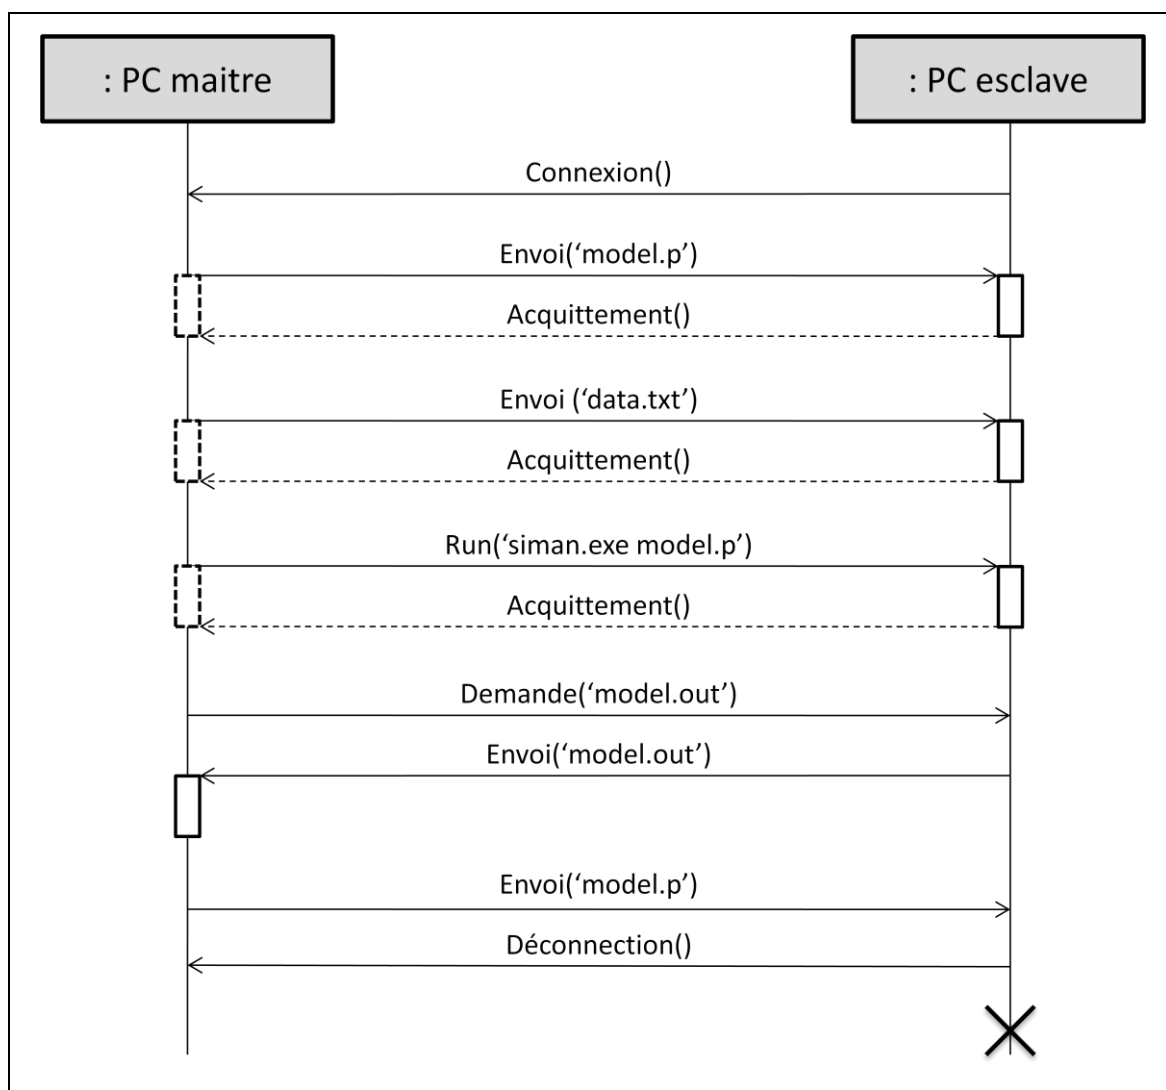 : PC maitre
: PC esclave
Connexion()
Envoi(‘model.p’)
Acquittement()
Envoi (‘data.txt’)
Acquittement()
Run(‘siman.exe model.p’)
Acquittement()
Demande(‘model.out’)
Envoi(‘model.out’)
Envoi(‘model.p’)
Déconnection()